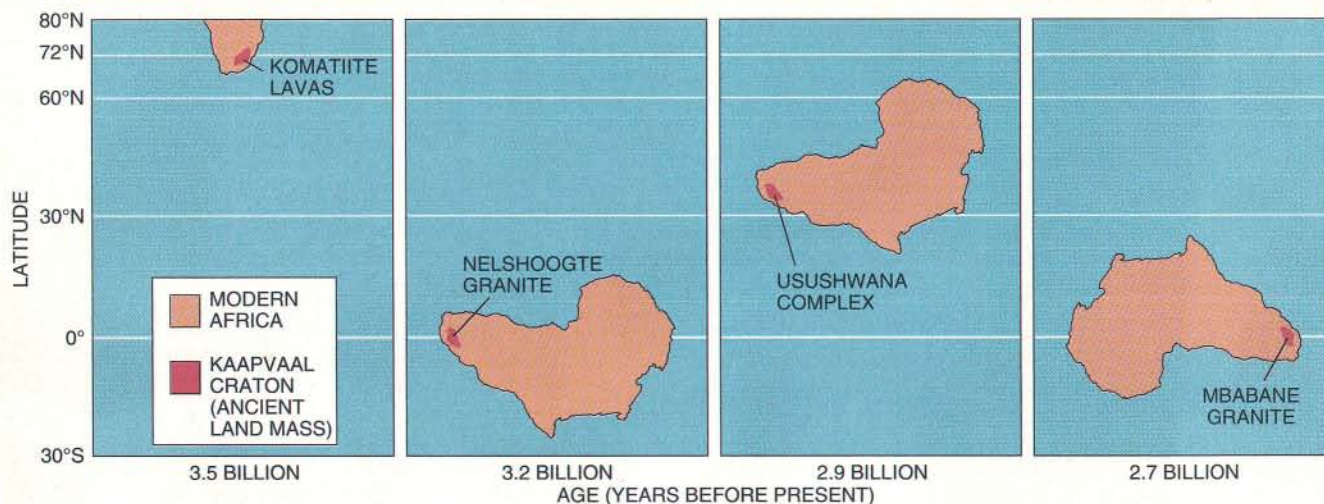 80°N
72°N
60°N
30°N
0°
30°S
LATITUDE
KOMATIITE
LAVAS
NELSHOOGTE
GRANITE
USUSHWANA
COMPLEX
MBABANE
GRANITE
MODERN
AFRICA
KAAPVAAL
CRATON
(ANCIENT
LAND MASS)
3.5 BILLION
3.2 BILLION
2.9 BILLION
2.7 BILLION
AGE (YEARS BEFORE PRESENT)